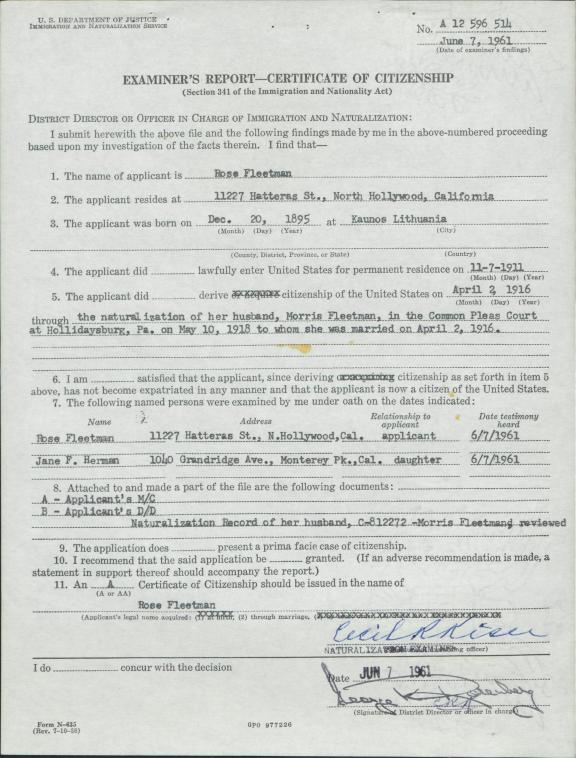 U. S. DEPARTMENT OF JUSTICE
IMMIGRATION AND NATURALIZATION SERVICE
No. A 12 596 514
June 7, 1961
(Date of examiner's findings)
EXAMINER'S REPORT—CERTIFICATE OF CITIZENSHIP
(Section 341 of the Immigration and Nationality Act)
DISTRICT DIRECTOR OR OFFICER IN CHARGE OF IMMIGRATION AND NATURALIZATION:
I submit herewith the above file and the following findings made by me in the above-numbered proceeding
based upon my investigation of the facts therein. I find that—
1. The name of applicant is Rose Fleetman
2. The applicant resides at 11227 Hatteras St., North Hollywood, California
3. The applicant was born on Dec. 20, 1895 at Kaunos Lithuania
(Month) (Day) (Year) (City)
(County, District, Province, or State) (Country)
4. The applicant did lawfully enter United States for permanent residence on 11-7-1911
(Month) (Day) (Year)
5. The applicant did derive or acquire citizenship of the United States on April 2, 1916
(Month) (Day) (Year)
through the naturalization of her husband, Morris Fleetman, in the Common Pleas Court
at Hollidaysburg, Pa. on May 10, 1918 to whom she was married on April 2, 1916.
6. I am satisfied that the applicant, since deriving or acquiring citizenship as set forth in item 5
above, has not become expatriated in any manner and that the applicant is now a citizen of the United States.
7. The following named persons were examined by me under oath on the dates indicated:
Name Address Relationship to applicant Date testimony heard
Rose Fleetman 11227 Hatteras St., N.Hollywood,Cal. applicant 6/7/1961
Jane F. Herman 1040 Grandridge Ave., Monterey Pk.,Cal. daughter 6/7/1961
8. Attached to and made a part of the file are the following documents:
A - Applicant's M/C
B - Applicant's D/D
Naturalization Record of her husband, C-812272 -Morris Fleetman, reviewed
9. The application does present a prima facie case of citizenship.
10. I recommend that the said application be granted. (If an adverse recommendation is made, a
statement in support thereof should accompany the report.)
11. An A Certificate of Citizenship should be issued in the name of
(A or AA)
Rose Fleetman
(Applicant's legal name acquired: (1) at birth, (2) through marriage,
Cecil R Riser
NATURALIZATION EXAMINER officer)
I do concur with the decision
Date JUN 7 1961
George K. Rosenberg
(Signature of District Director or officer in charge)
Form N-635
(Rev. 7-10-58)
GPO 977226